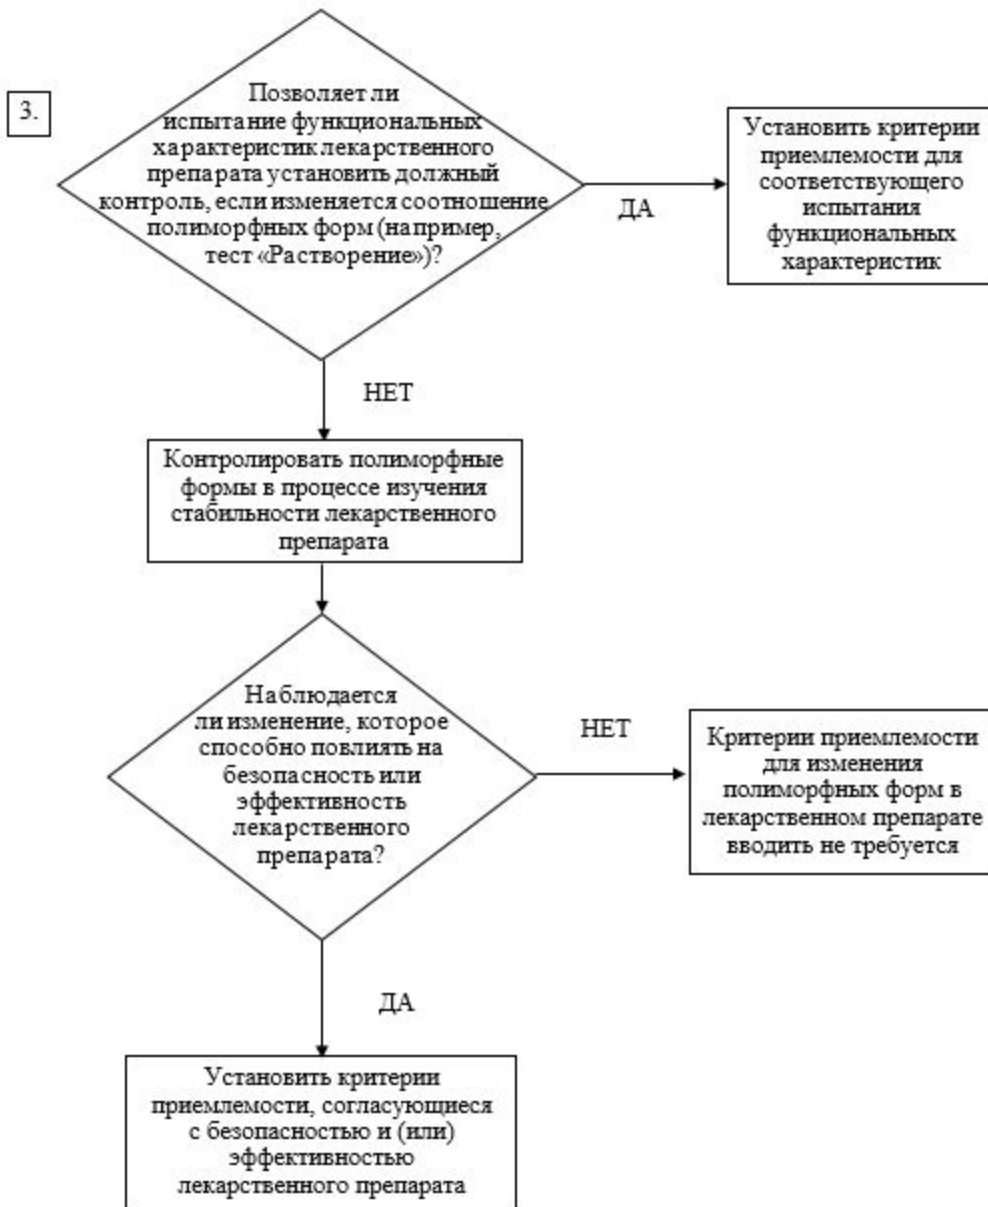 3.
Позволяет ли
испытание функциональных
характеристик лекарственного
препарата установить должный
контроль, если изменяется соотношение
полиморфных форм (например,
тест «Растворение»)?
ДА
Установить критерии
приемлемости для
соответствующего
испытания
функциональных
характеристик
НЕТ
Контролировать полиморфные
формы в процессе изучения
стабильности лекарственного
препарата
Наблюдается
ли изменение, которое
способно повлиять на
безопасность или
эффективность
лекарственного
препарата?
НЕТ
Критерии приемлемости
для изменения
полиморфных форм в
лекарственном препарате
вводить не требуется
ДА
Установить критерии
приемлемости, согласующиеся
с безопасностью и (или)
эффективностью
лекарственного препарата